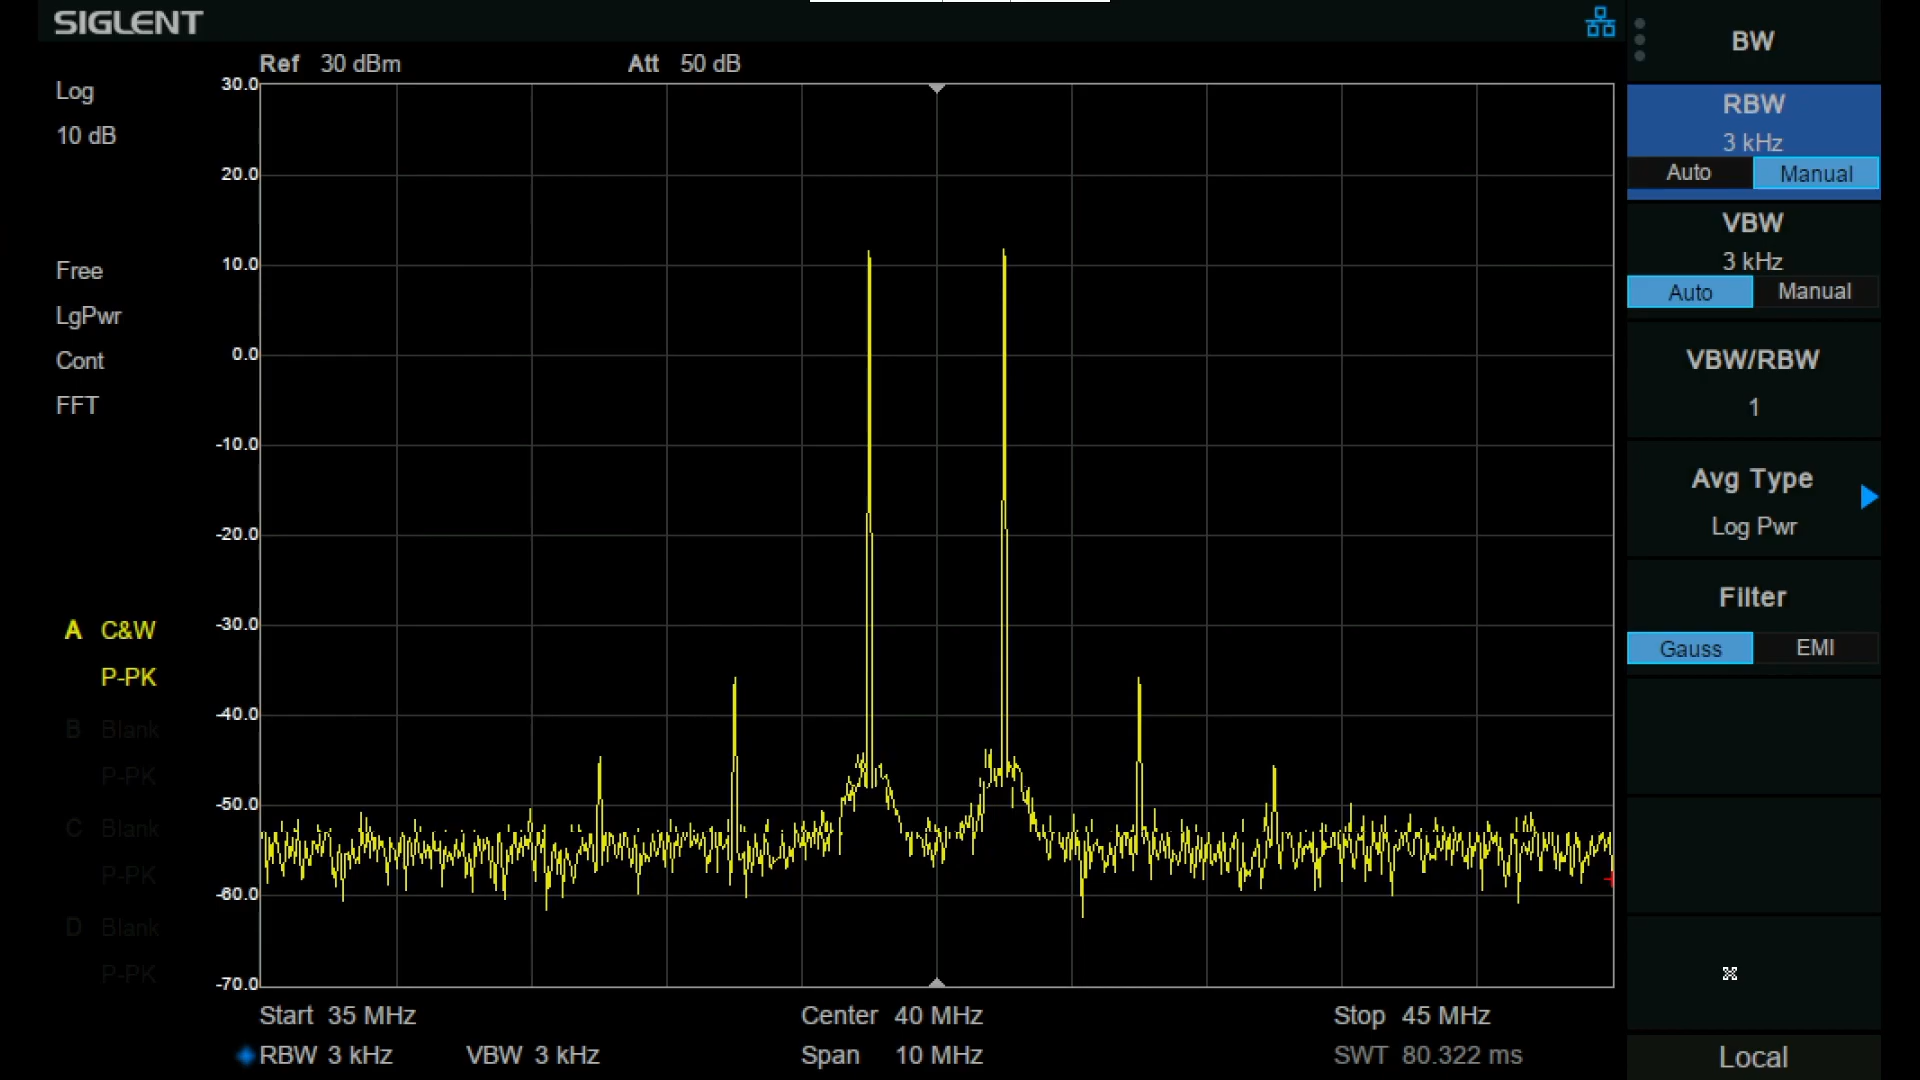 SIGLENT
BW
Ref 30 dBm Att 50 dB
30.0
Log
10 dB
20.0
10.0
Free
LgPwr
0.0
Cont
FFT
-10.0
-20.0
-30.0
A C&W
P-PK
-40.0
B Blank
P-PK
-50.0
C Blank
P-PK
-60.0
D Blank
P-PK
-70.0
Start 35 MHz Center 40 MHz Stop 45 MHz
RBW 3 kHz VBW 3 kHz Span 10 MHz SWT 80.322 ms
RBW
3 kHz
Auto Manual
VBW
3 kHz
Auto Manual
VBW/RBW
1
Avg Type
Log Pwr
Filter
Gauss EMI
Local